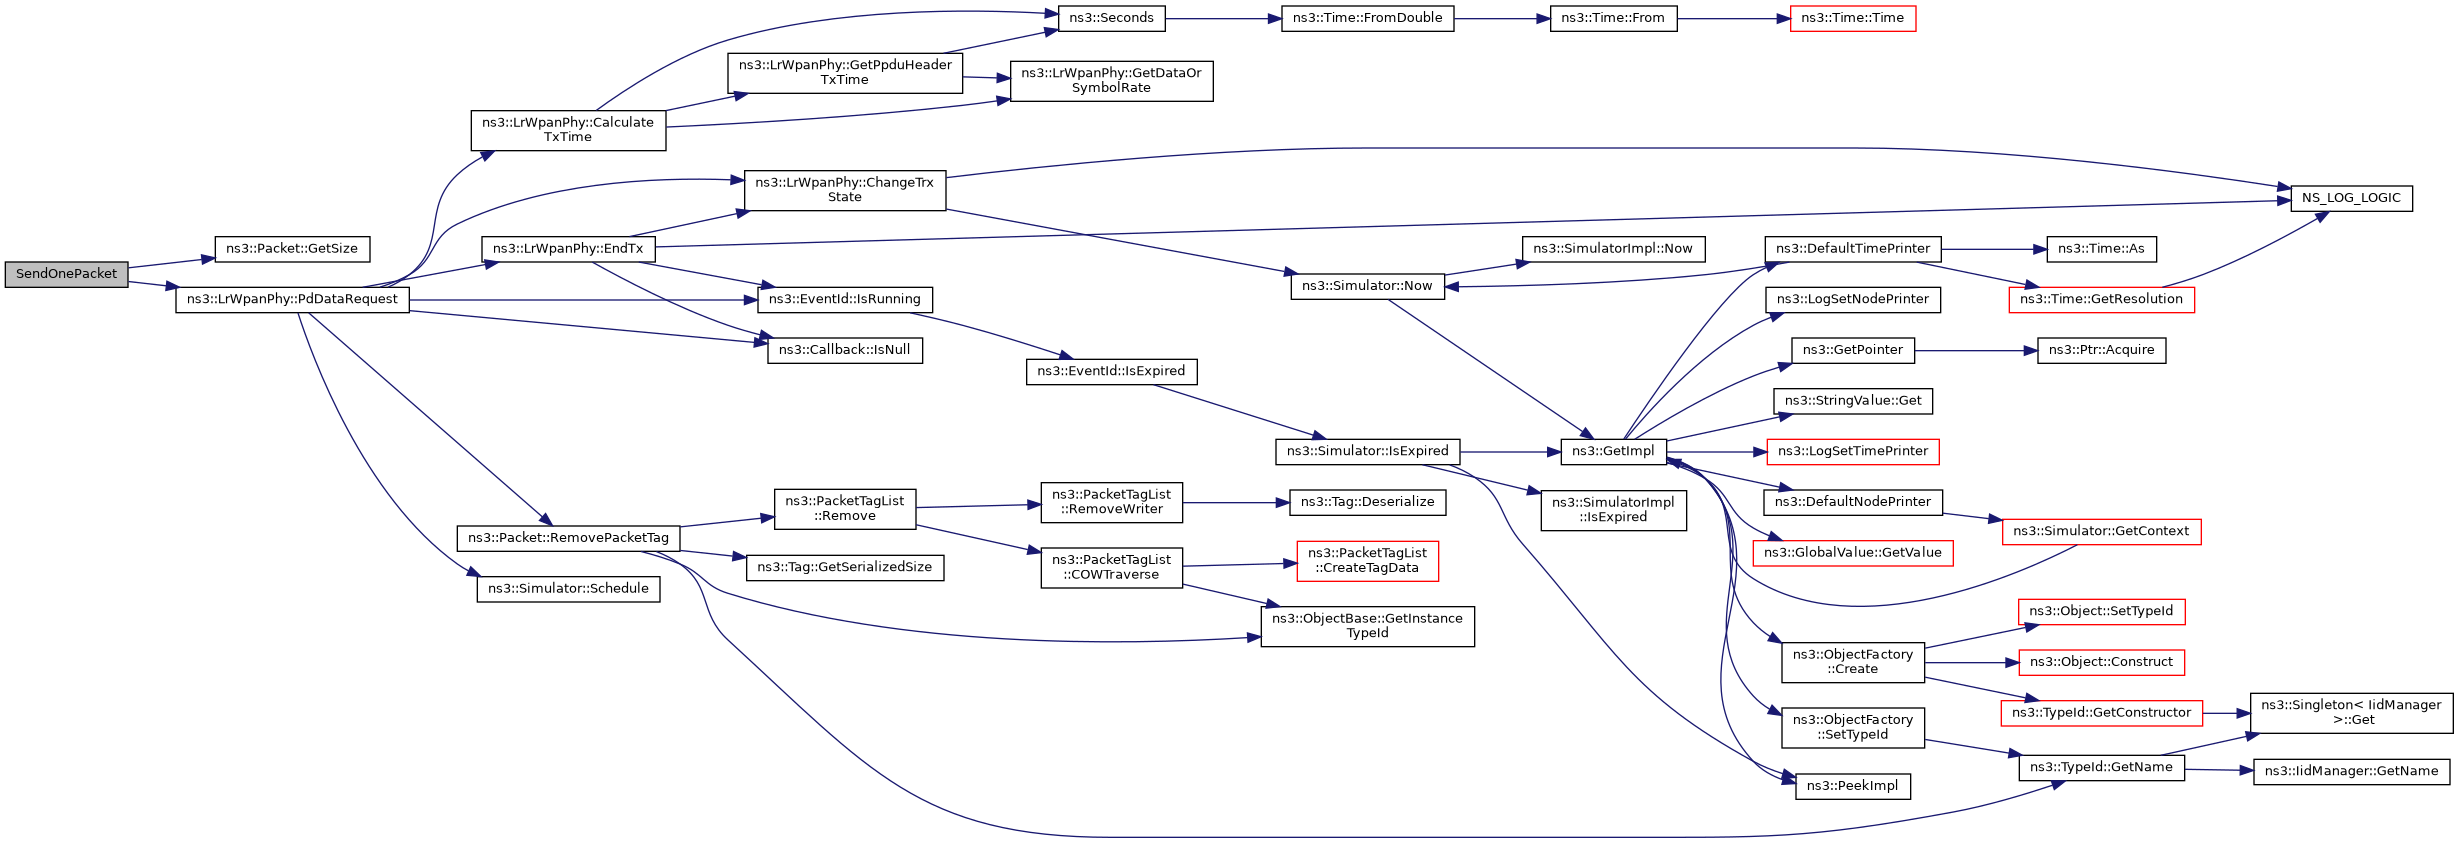 SendOnePacket
ns3::Packet::GetSize
ns3::LrWpanPhy::PdDataRequest
ns3::LrWpanPhy::Calculate
TxTime
ns3::LrWpanPhy::EndTx
ns3::Packet::RemovePacketTag
ns3::Simulator::Schedule
ns3::LrWpanPhy::GetPpduHeader
TxTime
ns3::LrWpanPhy::ChangeTrx
State
ns3::EventId::IsRunning
ns3::Callback::IsNull
ns3::PacketTagList
::Remove
ns3::Tag::GetSerializedSize
ns3::Seconds
ns3::LrWpanPhy::GetDataOr
SymbolRate
ns3::EventId::IsExpired
ns3::PacketTagList
::RemoveWriter
ns3::PacketTagList
::COWTraverse
ns3::Time::FromDouble
ns3::Simulator::Now
ns3::Simulator::IsExpired
ns3::Tag::Deserialize
ns3::PacketTagList
::CreateTagData
ns3::ObjectBase::GetInstance
TypeId
ns3::Time::From
ns3::SimulatorImpl::Now
ns3::GetImpl
ns3::SimulatorImpl
::IsExpired
ns3::Time::Time
ns3::DefaultTimePrinter
ns3::LogSetNodePrinter
ns3::GetPointer
ns3::StringValue::Get
ns3::LogSetTimePrinter
ns3::DefaultNodePrinter
ns3::GlobalValue::GetValue
ns3::ObjectFactory
::Create
ns3::ObjectFactory
::SetTypeId
ns3::PeekImpl
ns3::Time::As
ns3::Time::GetResolution
ns3::Ptr::Acquire
ns3::Simulator::GetContext
ns3::Object::SetTypeId
ns3::Object::Construct
ns3::TypeId::GetConstructor
ns3::TypeId::GetName
NS_LOG_LOGIC
ns3::Singleton< IidManager
>::Get
ns3::IidManager::GetName